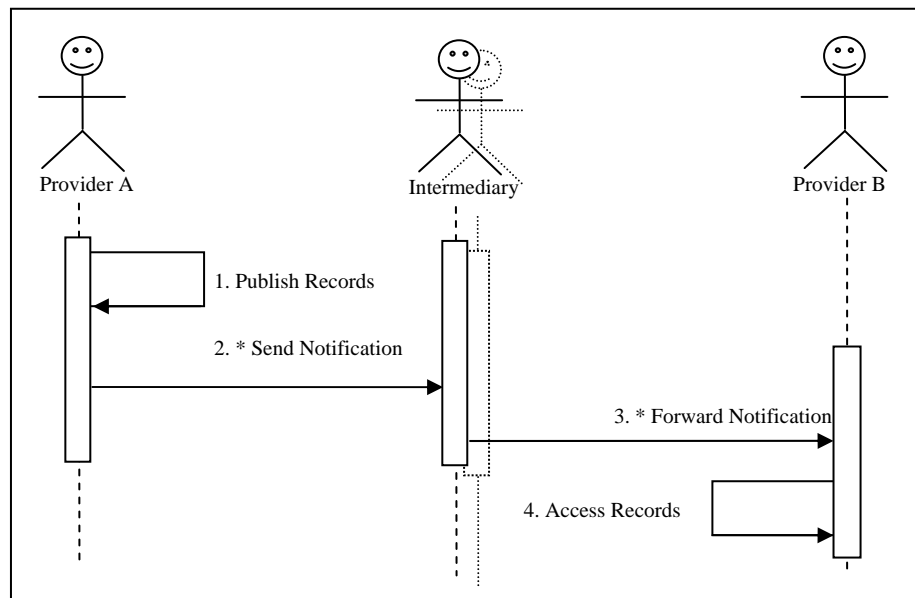 Provider A
Intermediary
Provider B
1. Publish Records
2. * Send Notification
3. * Forward Notification
4. Access Records